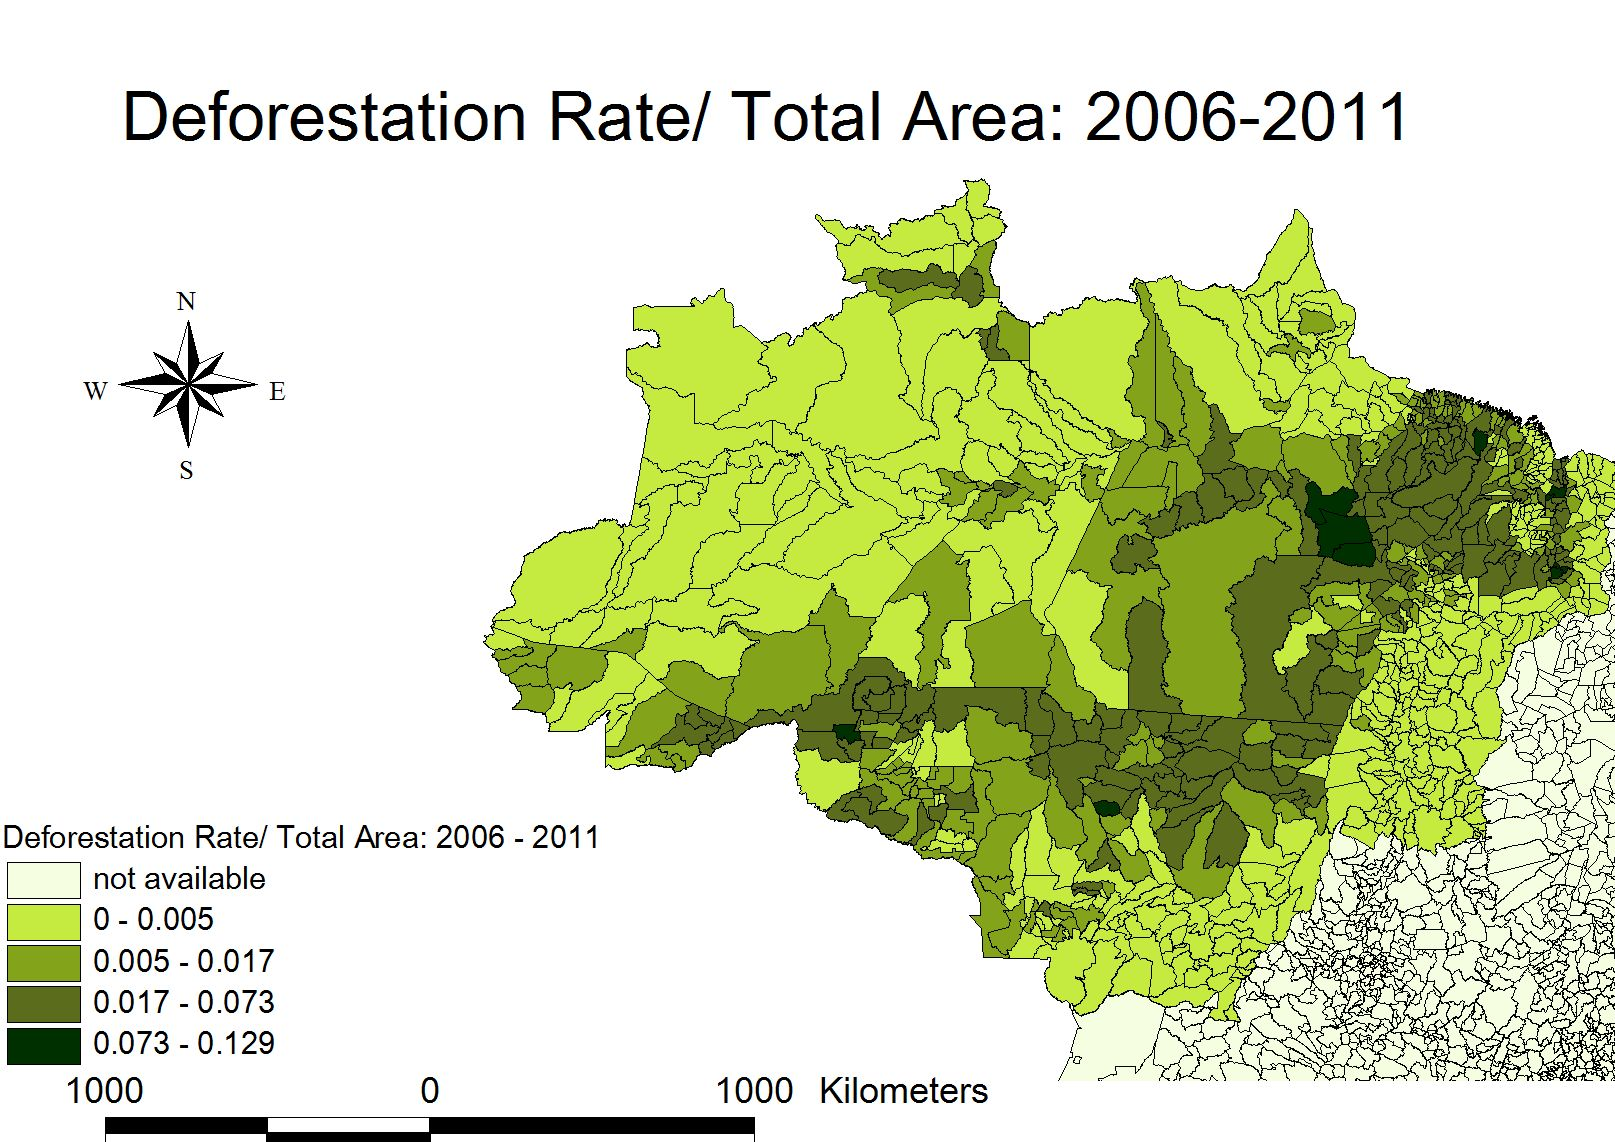 Deforestation Rate/ Total Area: 2006-2011
N
W
E
S
Deforestation Rate/ Total Area: 2006 - 2011
not available
0 - 0.005
0.005 - 0.017
0.017 - 0.073
0.073 - 0.129
1000 0 1000 Kilometers